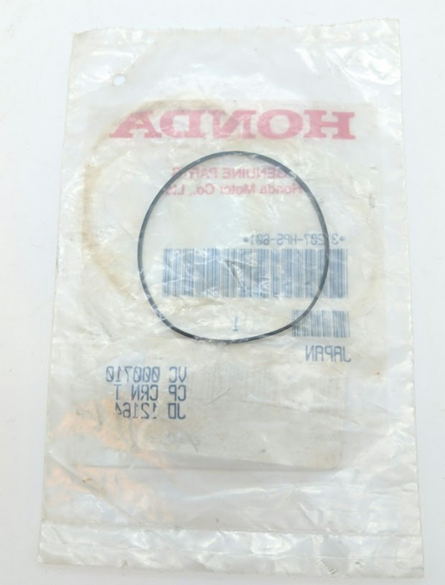 HONDA
GENUINE PARTS
Honda Motor Co., Ltd.
1
JAPAN
VC 000710
CP CRN T
JD 12164